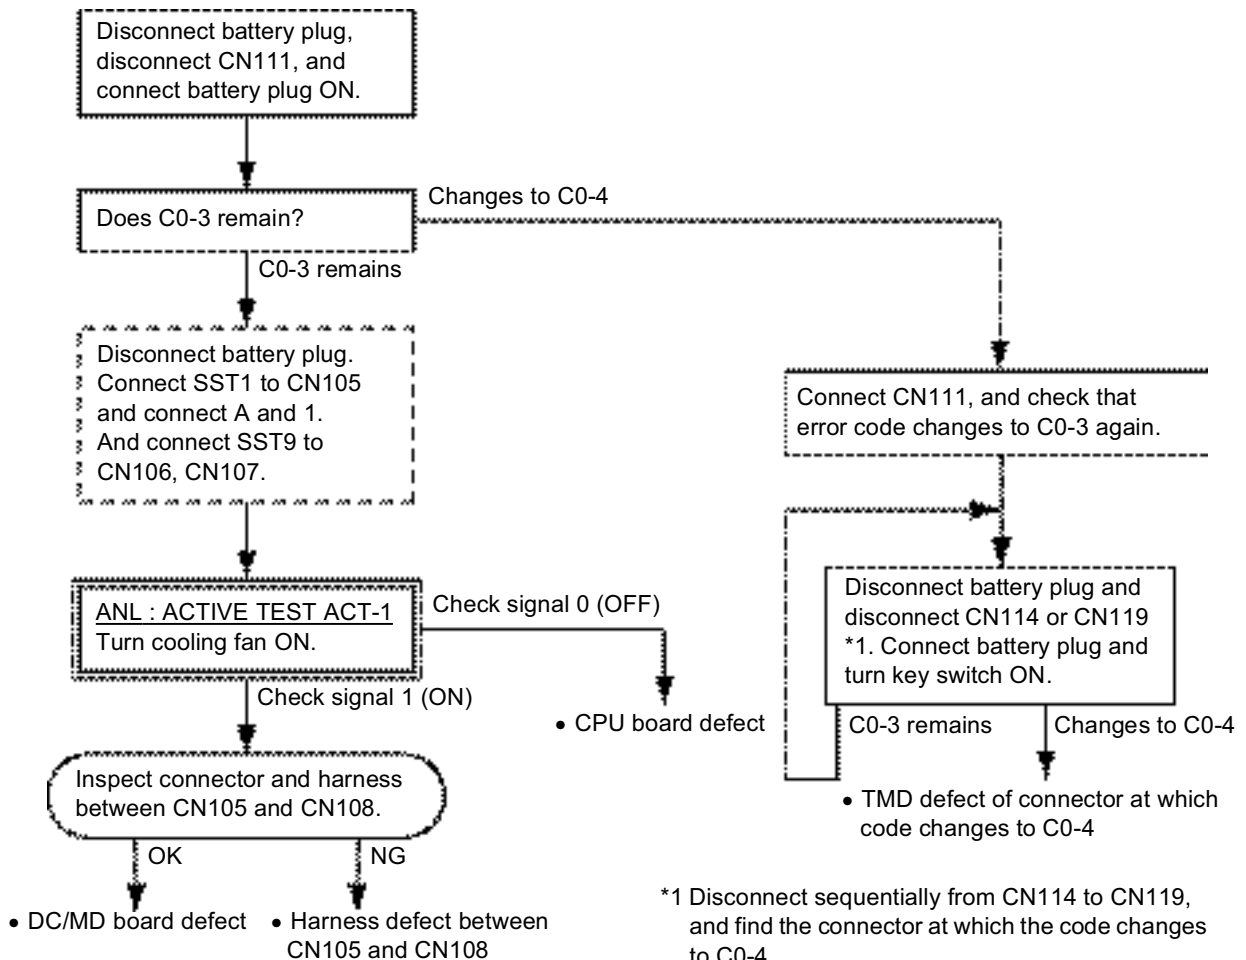 Disconnect battery plug,
disconnect CN111, and
connect battery plug ON.
Does C0-3 remain?
Changes to C0-4
C0-3 remains
Disconnect battery plug.
Connect SST1 to CN105
and connect A and 1.
And connect SST9 to
CN106, CN107.
Connect CN111, and check that
error code changes to C0-3 again.
ANL : ACTIVE TEST ACT-1
Turn cooling fan ON.
Check signal 0 (OFF)
Check signal 1 (ON)
• CPU board defect
Disconnect battery plug and
disconnect CN114 or CN119
*1. Connect battery plug and
turn key switch ON.
C0-3 remains
Changes to C0-4
• TMD defect of connector at which
code changes to C0-4
Inspect connector and harness
between CN105 and CN108.
OK
NG
• DC/MD board defect
• Harness defect between
CN105 and CN108
*1 Disconnect sequentially from CN114 to CN119,
and find the connector at which the code changes
to C0-4